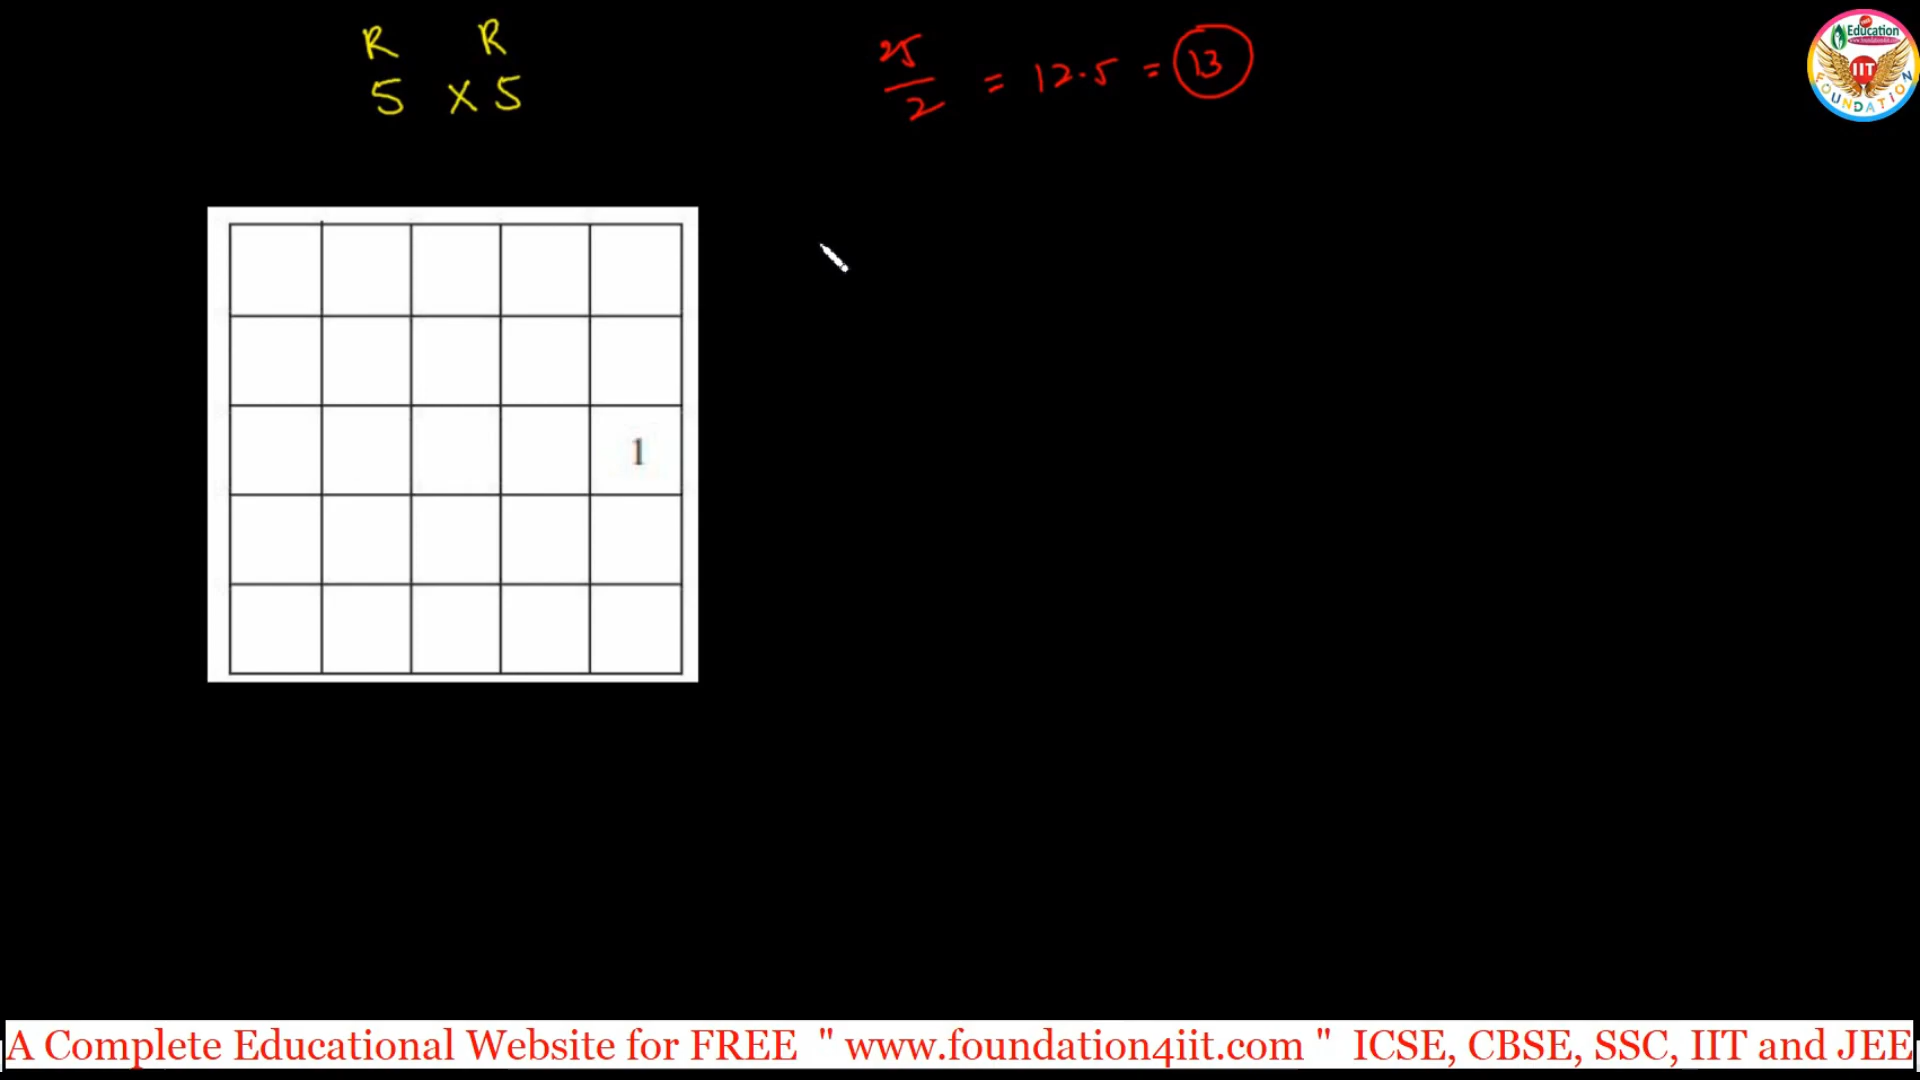 R R
5 X 5
25/2 = 12.5 = 13
1
Education
IIT
FOUNDATION
A Complete Educational Website for FREE " www.foundation4iit.com " ICSE, CBSE, SSC, IIT and JEE